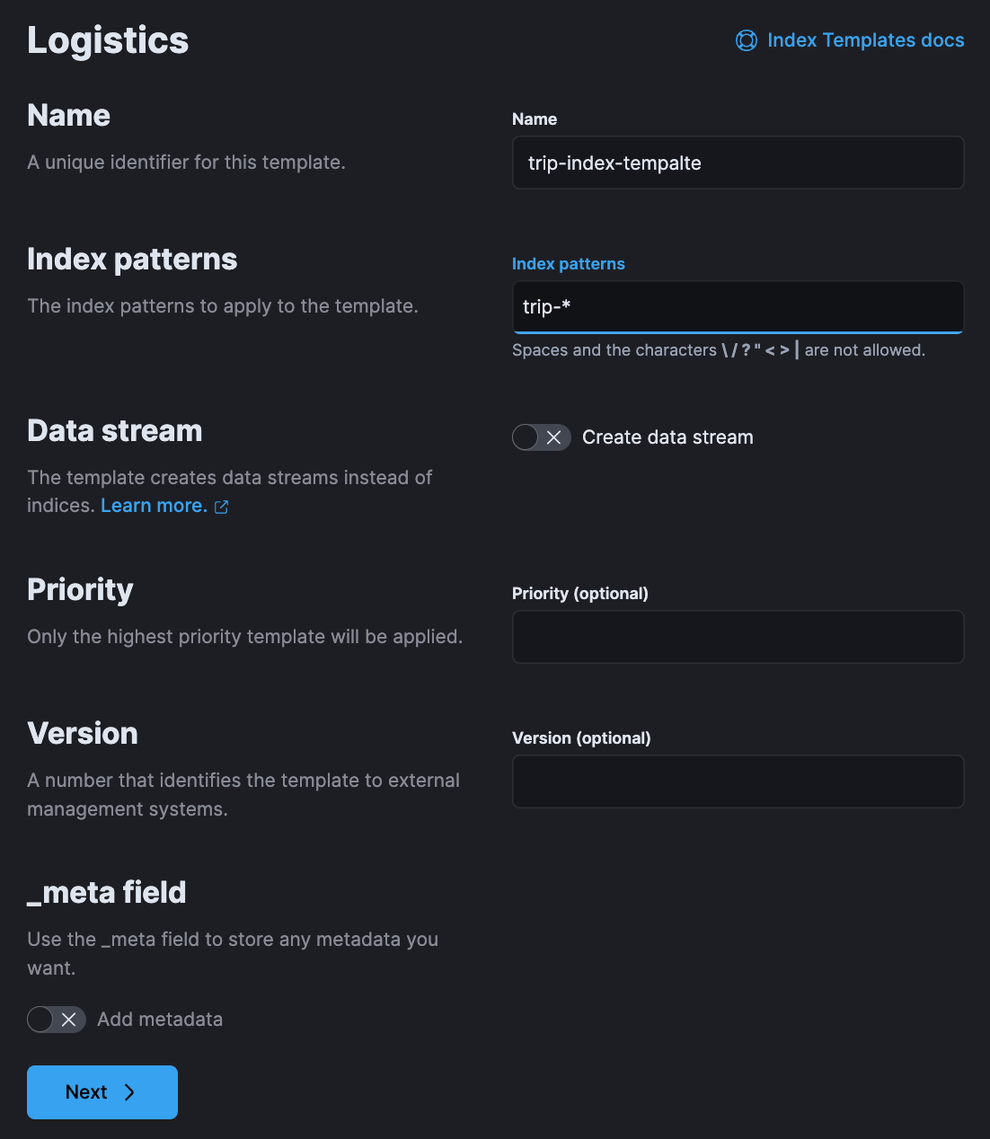 Logistics
Index Templates docs
Name
A unique identifier for this template.
Name
trip-index-tempalte
Index patterns
The index patterns to apply to the template.
Index patterns
trip-*
Spaces and the characters \ / ? " < > | are not allowed.
Data stream
The template creates data streams instead of
indices. Learn more.
Create data stream
Priority
Only the highest priority template will be applied.
Priority (optional)
Version
A number that identifies the template to external
management systems.
Version (optional)
_meta field
Use the _meta field to store any metadata you
want.
Add metadata
Next